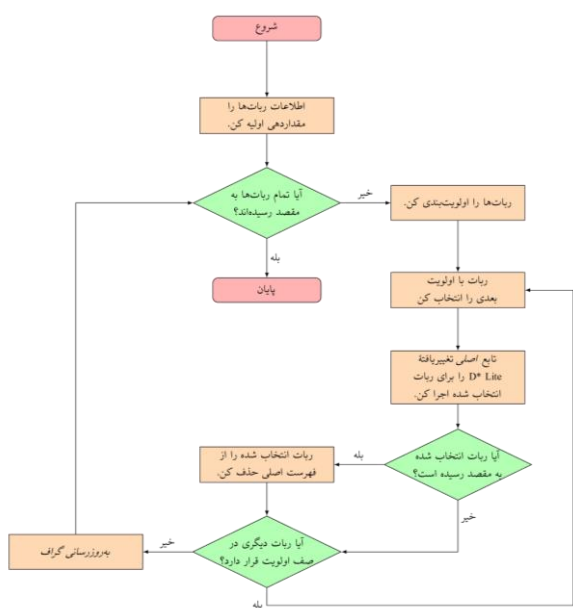 شروع
اطلاعات ربات‌ها را
مقداردهی اولیه کن.
آیا تمام ربات‌ها به
مقصد رسیده‌اند؟
خیر
ربات‌ها را اولویت‌بندی کن.
بله
پایان
ربات با اولویت
بعدی را انتخاب کن
تابع اصلی تغییریافتهٔ
D* Lite را برای ربات
انتخاب شده اجرا کن.
آیا ربات انتخاب شده
به مقصد رسیده است؟
بله
ربات انتخاب شده را از
فهرست اصلی حذف کن.
خیر
آیا ربات دیگری در
صف اولویت قرار دارد؟
خیر
به‌روزرسانی گراف
بله